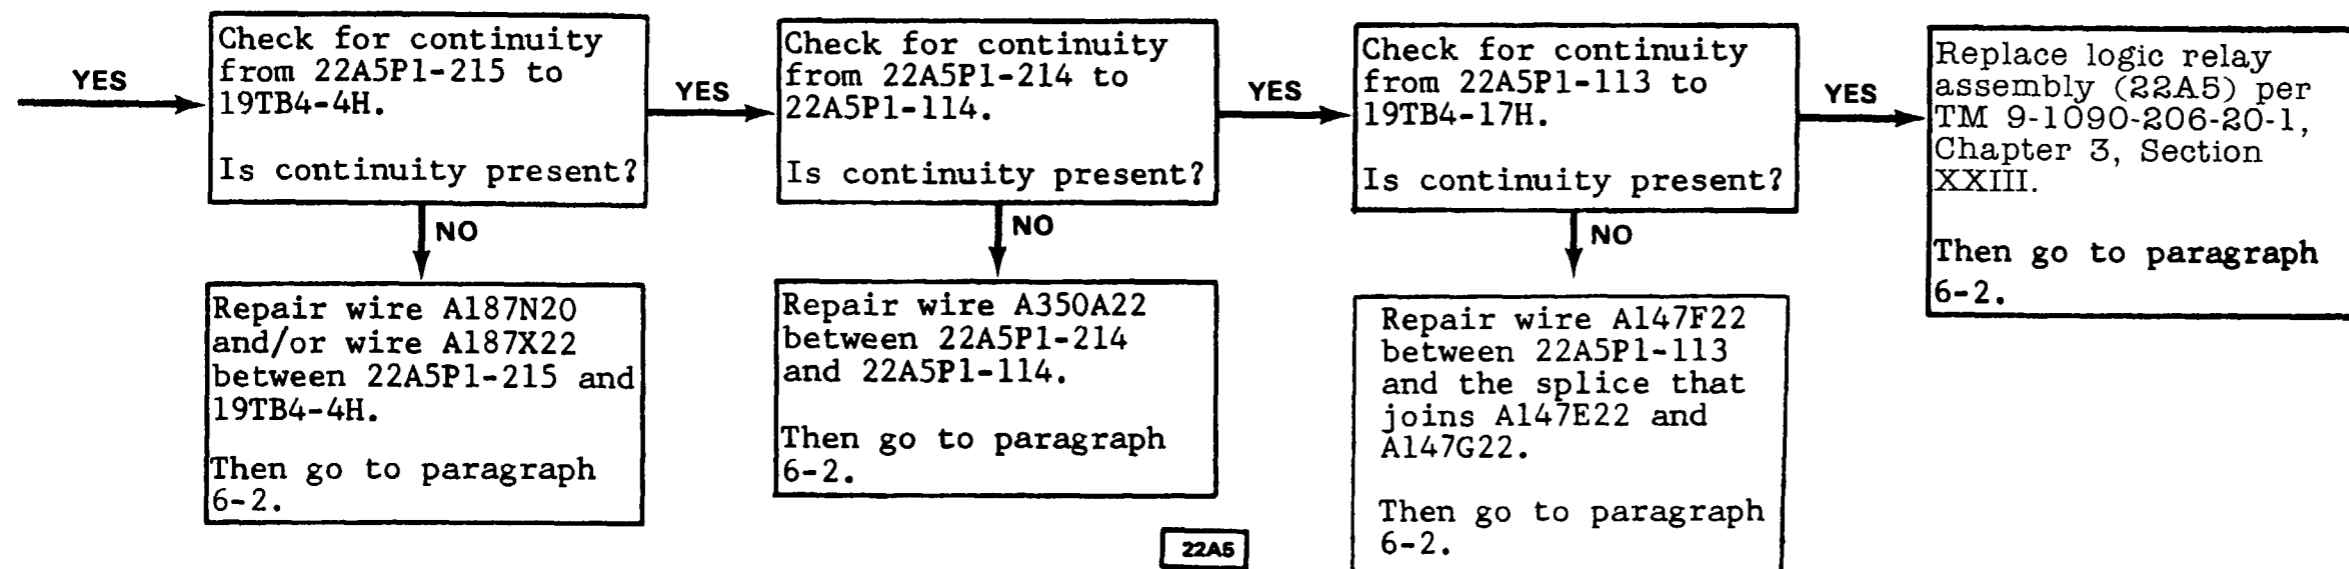 YES
Check for continuity
from 22A5P1-215 to
19TB4-4H.
Is continuity present?
YES
Check for continuity
from 22A5P1-214 to
22A5P1-114.
Is continuity present?
YES
Check for continuity
from 22A5P1-113 to
19TB4-17H.
Is continuity present?
YES
Replace logic relay
assembly (22A5) per
TM 9-1090-206-20-1,
Chapter 3, Section
XXIII.
Then go to paragraph
6-2.
NO
Repair wire A187N20
and/or wire A187X22
between 22A5P1-215 and
19TB4-4H.
Then go to paragraph
6-2.
NO
Repair wire A350A22
between 22A5P1-214
and 22A5P1-114.
Then go to paragraph
6-2.
NO
Repair wire A147F22
between 22A5P1-113
and the splice that
joins A147E22 and
A147G22.
Then go to paragraph
6-2.
22A5